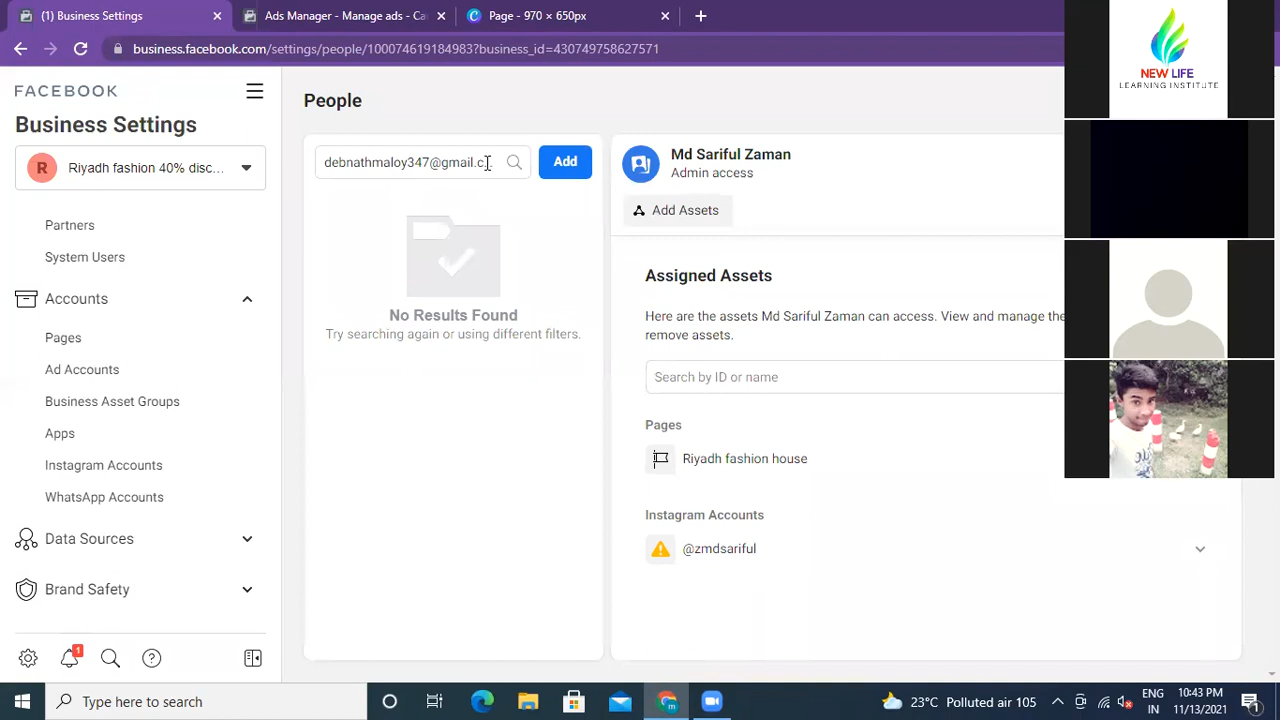 (1) Business Settings
Ads Manager - Manage ads - Ca
Page - 970 × 650px
business.facebook.com/settings/people/100074619184983?business_id=430749758627571
FACEBOOK
Business Settings
R
Riyadh fashion 40% disc...
Partners
System Users
Accounts
Pages
Ad Accounts
Business Asset Groups
Apps
Instagram Accounts
WhatsApp Accounts
Data Sources
Brand Safety
1
People
debnathmaloy347@gmail.c
Add
No Results Found
Try searching again or using different filters.
Md Sariful Zaman
Admin access
Add Assets
Assigned Assets
Here are the assets Md Sariful Zaman can access. View and manage the
remove assets.
Search by ID or name
Pages
Riyadh fashion house
Instagram Accounts
@zmdsariful
NEW LIFE
LEARNING INSTITUTE
Type here to search
23°C Polluted air 105
ENG
IN
10:43 PM
11/13/2021
1